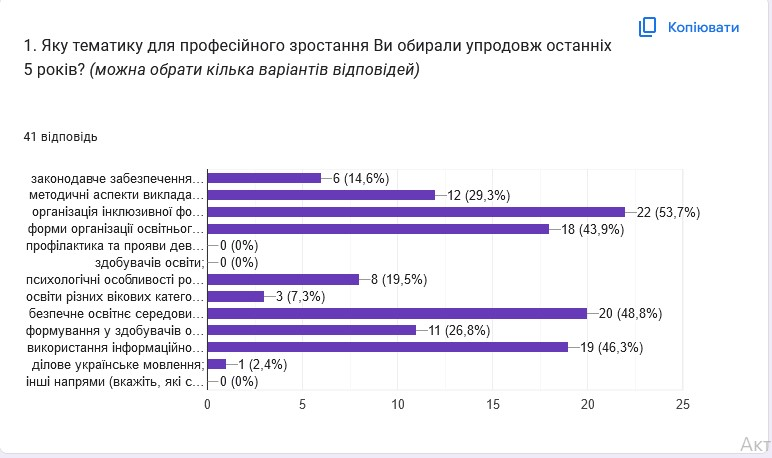 Копіювати
1. Яку тематику для професійного зростання Ви обирали упродовж останніх
5 років? (можна обрати кілька варіантів відповідей)
41 відповідь
законодавче забезпечення… 6 (14,6%)
методичні аспекти виклада… 12 (29,3%)
організація інклюзивної фо… 22 (53,7%)
форми організації освітньог… 18 (43,9%)
профілактика та прояви дев… 0 (0%)
здобувачів освіти; 0 (0%)
психологічні особливості ро… 8 (19,5%)
освіти різних вікових катего… 3 (7,3%)
безпечне освітнє середови… 20 (48,8%)
формування у здобувачів о… 11 (26,8%)
використання інформаційно… 19 (46,3%)
ділове українське мовлення; 1 (2,4%)
інші напрями (вкажіть, які с… 0 (0%)
0 5 10 15 20 25
Акт